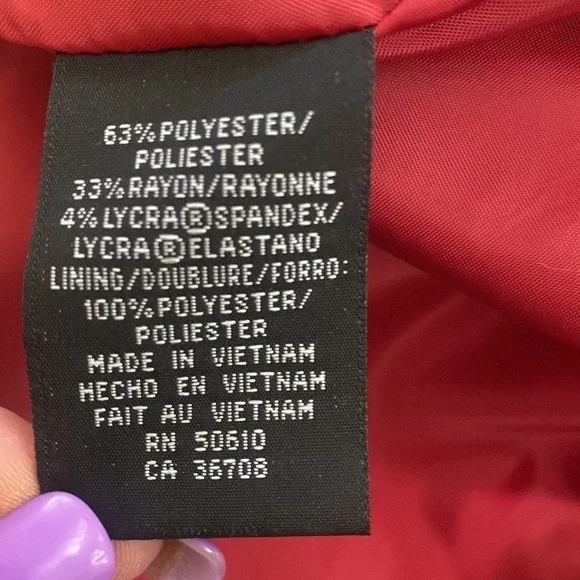 63% POLYESTER/
POLIESTER
33% RAYON/RAYONNE
4% LYCRA®SPANDEX/
LYCRA®ELASTANO
LINING/DOUBLURE/FORRO:
100% POLYESTER/
POLIESTER
MADE IN VIETNAM
HECHO EN VIETNAM
FAIT AU VIETNAM
RN 50610
CA 36708